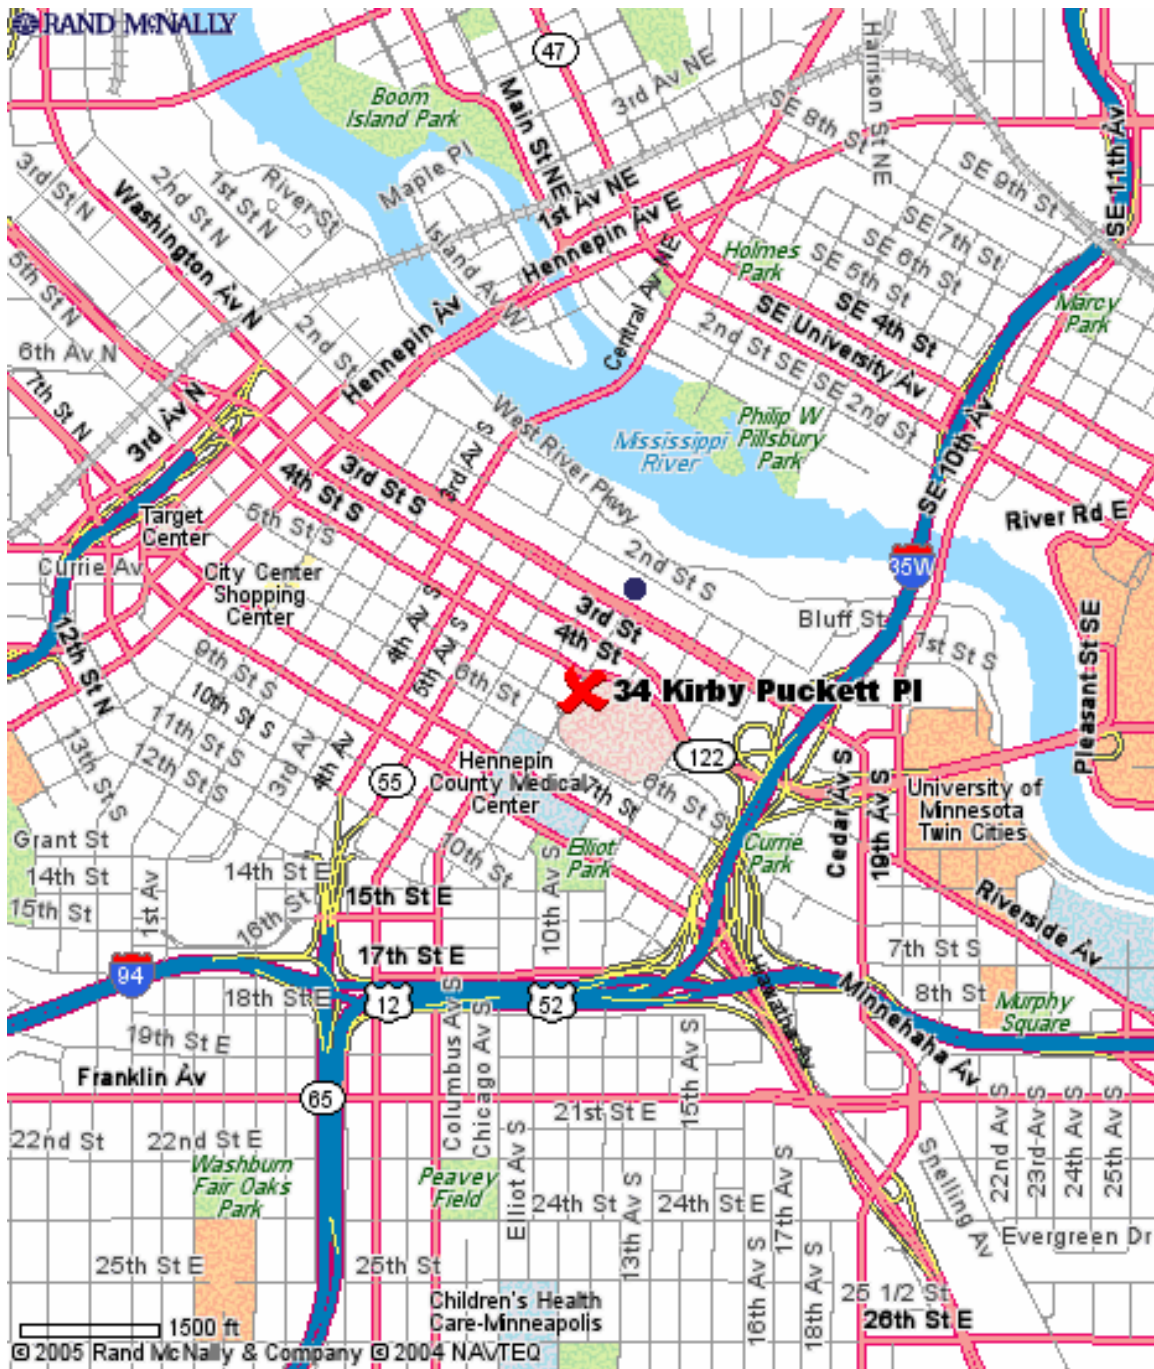 RAND McNALLY
47
Harrison St NE
3rd Av NE
Main St NE
Boom
Island Park
SE 8th St
SE 11th Av
Maple Pl
1st Av NE
SE 9th St
3rd St N
2nd St N
1st St N
River St
Washington Av N
Island Av W
Hennepin Av E
Central Av NE
Holmes
Park
SE 7th St
SE 6th St
SE 5th St
SE 4th St
SE University Av
5th St N
Marcy
Park
2nd St
Hennepin Av
2nd St SE
SE 2nd St
6th Av N
7th St N
3rd Av N
3rd Av S
West River Pkwy
Mississippi
River
Philip W
Pillsbury
Park
SE 10th Av
3rd St S
4th St S
5th St S
River Rd E
Target
Center
Currie Av
City Center
Shopping
Center
2nd St S
35W
3rd St
4th St
Bluff St
1st St S
Pleasant St SE
12th St N
4th Av S
5th Av S
9th St S
10th St S
6th St
34 Kirby Puckett Pl
11th St S
12th St S
13th St S
3rd Av
4th Av
55
Hennepin
County Medical
Center
7th St
6th St S
122
Cedar Av S
19th Av S
University of
Minnesota
Twin Cities
Grant St
14th St
15th St
1st Av
14th St E
16th St
15th St E
10th St
10th Av S
Elliot
Park
Currie
Park
Riverside Av
17th St E
7th St S
94
18th St E
12
52
Hiawatha Av
Minnehaha Av
8th St
Murphy
Square
19th St E
Columbus Av S
Chicago Av S
15th Av S
Franklin Av
65
21st St E
22nd St
22nd St E
Washburn
Fair Oaks
Park
Peavey
Field
Elliot Av S
24th St
13th Av S
24th St E
17th Av S
Snelling Av
22nd Av S
23rd Av S
24th Av S
25th Av S
Evergreen Dr
25th St E
25th St
16th Av S
18th Av S
25 1/2 St
26th St E
Children's Health
Care-Minneapolis
1500 ft
© 2005 Rand McNally & Company © 2004 NAVTEQ